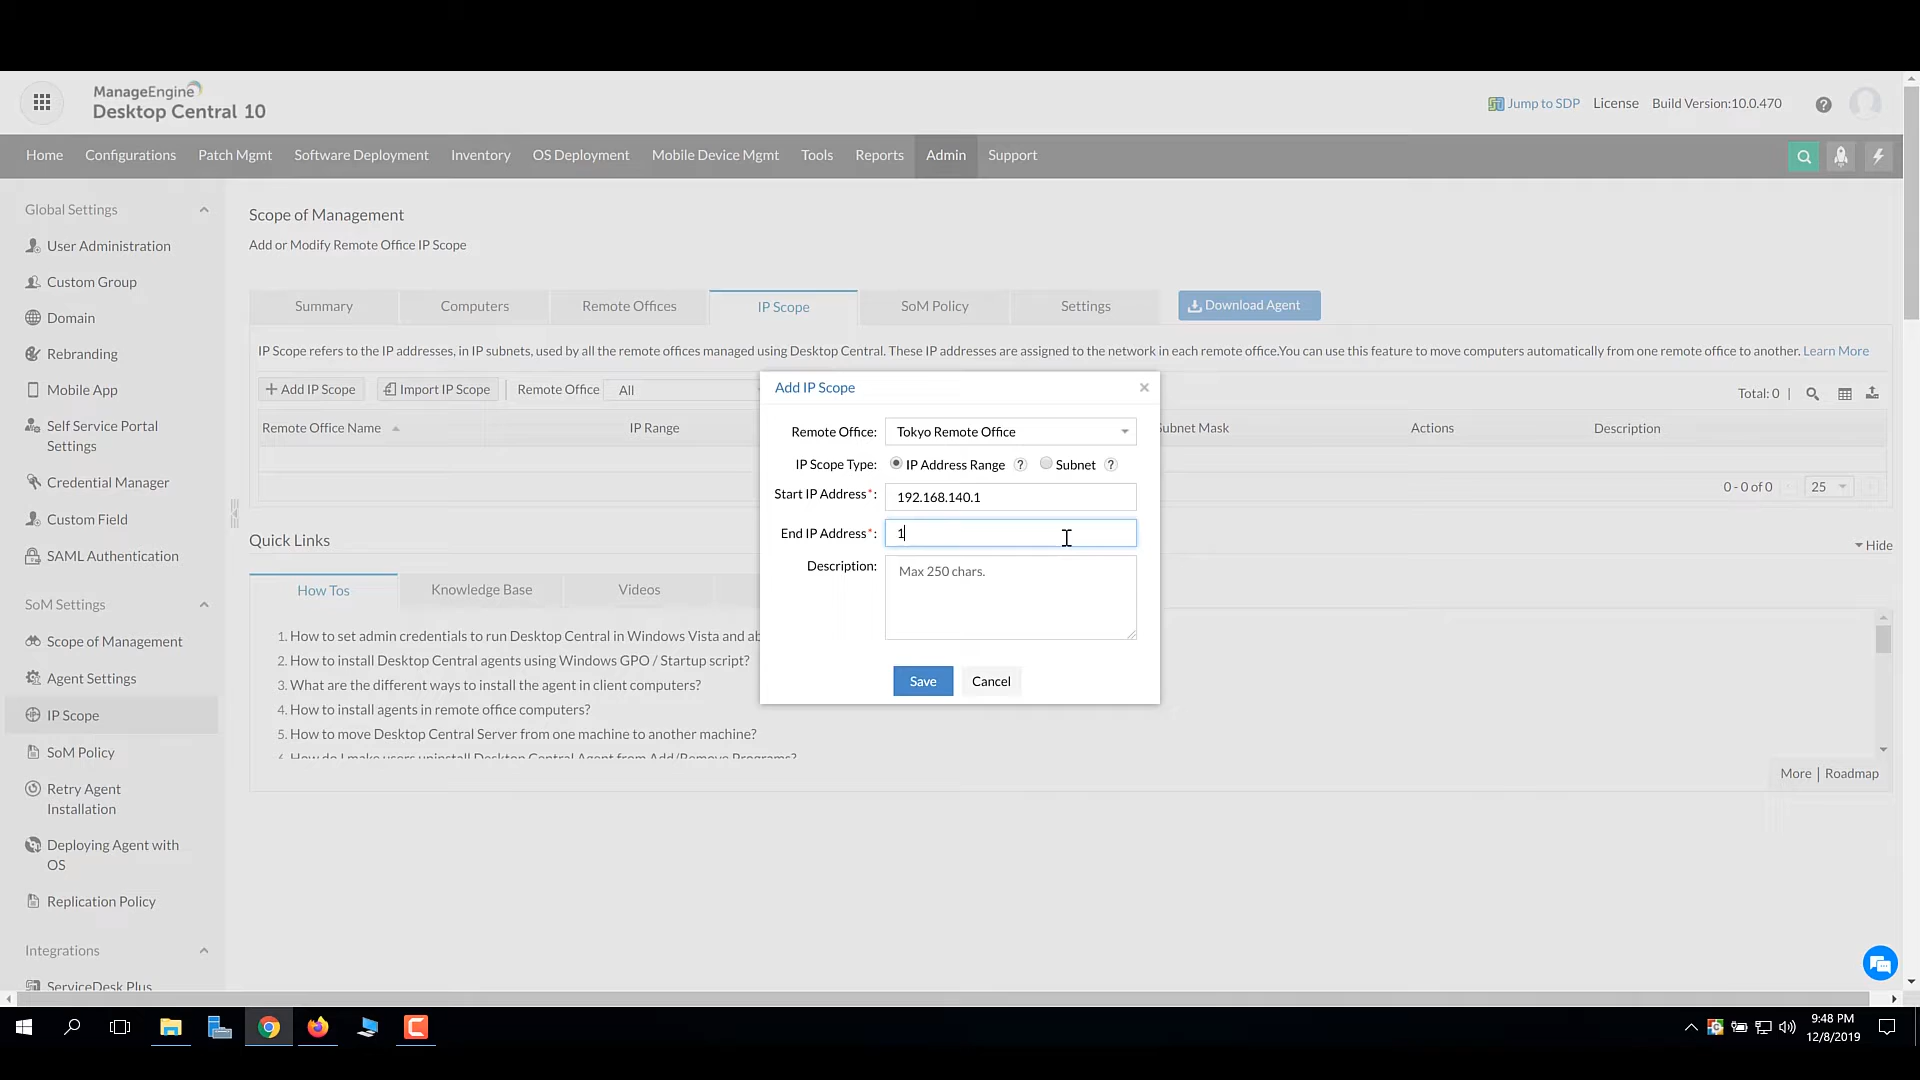 ManageEngine
Desktop Central 10
Jump to SDP
License
Build Version:10.0.470
Home
Configurations
Patch Mgmt
Software Deployment
Inventory
OS Deployment
Mobile Device Mgmt
Tools
Reports
Admin
Support
Global Settings
User Administration
Custom Group
Domain
Rebranding
Mobile App
Self Service Portal
Settings
Credential Manager
Custom Field
SAML Authentication
SoM Settings
Scope of Management
Agent Settings
IP Scope
SoM Policy
Retry Agent
Installation
Deploying Agent with
OS
Replication Policy
Integrations
ServiceDesk Plus
Scope of Management
Add or Modify Remote Office IP Scope
Summary
Computers
Remote Offices
IP Scope
SoM Policy
Settings
Download Agent
IP Scope refers to the IP addresses, in IP subnets, used by all the remote offices managed using Desktop Central. These IP addresses are assigned to the network in each remote office.You can use this feature to move computers automatically from one remote office to another. Learn More
+ Add IP Scope
Import IP Scope
Remote Office
All
Total: 0 |
Remote Office Name
IP Range
Subnet Mask
Actions
Description
0 - 0 of 0
25
Add IP Scope
×
Remote Office:
Tokyo Remote Office
IP Scope Type:
IP Address Range ?
Subnet ?
Start IP Address*:
192.168.140.1
End IP Address*:
1
Description:
Max 250 chars.
Save
Cancel
Quick Links
Hide
How Tos
Knowledge Base
Videos
1. How to set admin credentials to run Desktop Central in Windows Vista and ab
2. How to install Desktop Central agents using Windows GPO / Startup script?
3. What are the different ways to install the agent in client computers?
4. How to install agents in remote office computers?
5. How to move Desktop Central Server from one machine to another machine?
6. How do I make users uninstall Desktop Central Agent from Add/Remove Programs?
More | Roadmap
9:48 PM
12/8/2019